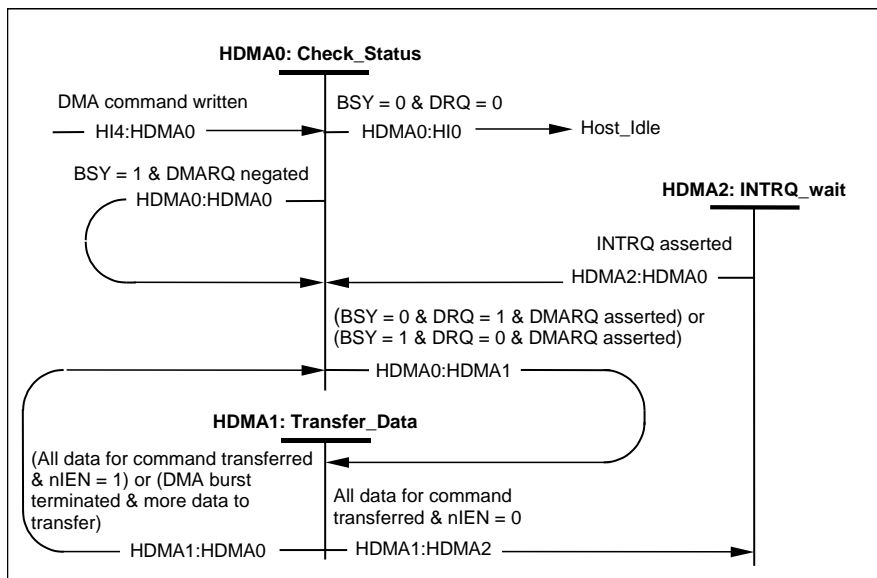 HDMA0: Check_Status
DMA command written
HI4:HDMA0
BSY = 0 & DRQ = 0
HDMA0:HI0
Host_Idle
BSY = 1 & DMARQ negated
HDMA0:HDMA0
HDMA2: INTRQ_wait
INTRQ asserted
HDMA2:HDMA0
(BSY = 0 & DRQ = 1 & DMARQ asserted) or
(BSY = 1 & DRQ = 0 & DMARQ asserted)
HDMA0:HDMA1
HDMA1: Transfer_Data
(All data for command transferred
& nIEN = 1) or (DMA burst
terminated & more data to
transfer)
HDMA1:HDMA0
All data for command
transferred & nIEN = 0
HDMA1:HDMA2